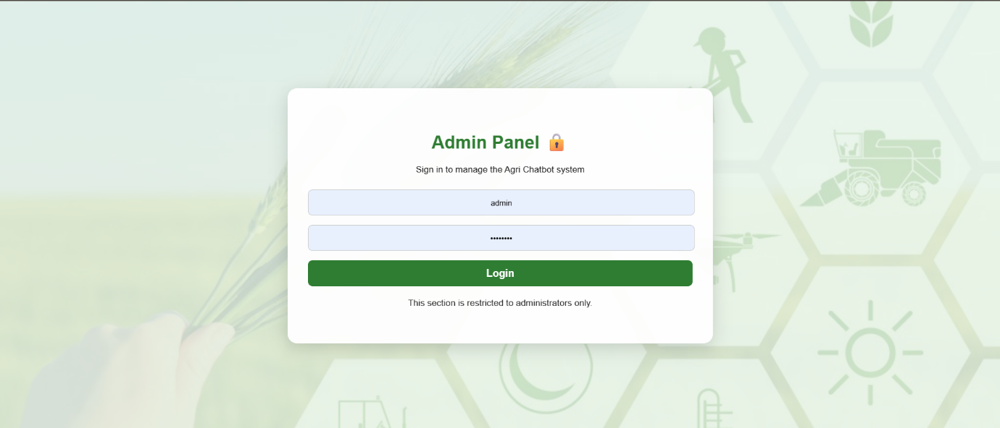 Admin Panel 🔒
Sign in to manage the Agri Chatbot system
admin
••••••••
Login
This section is restricted to administrators only.